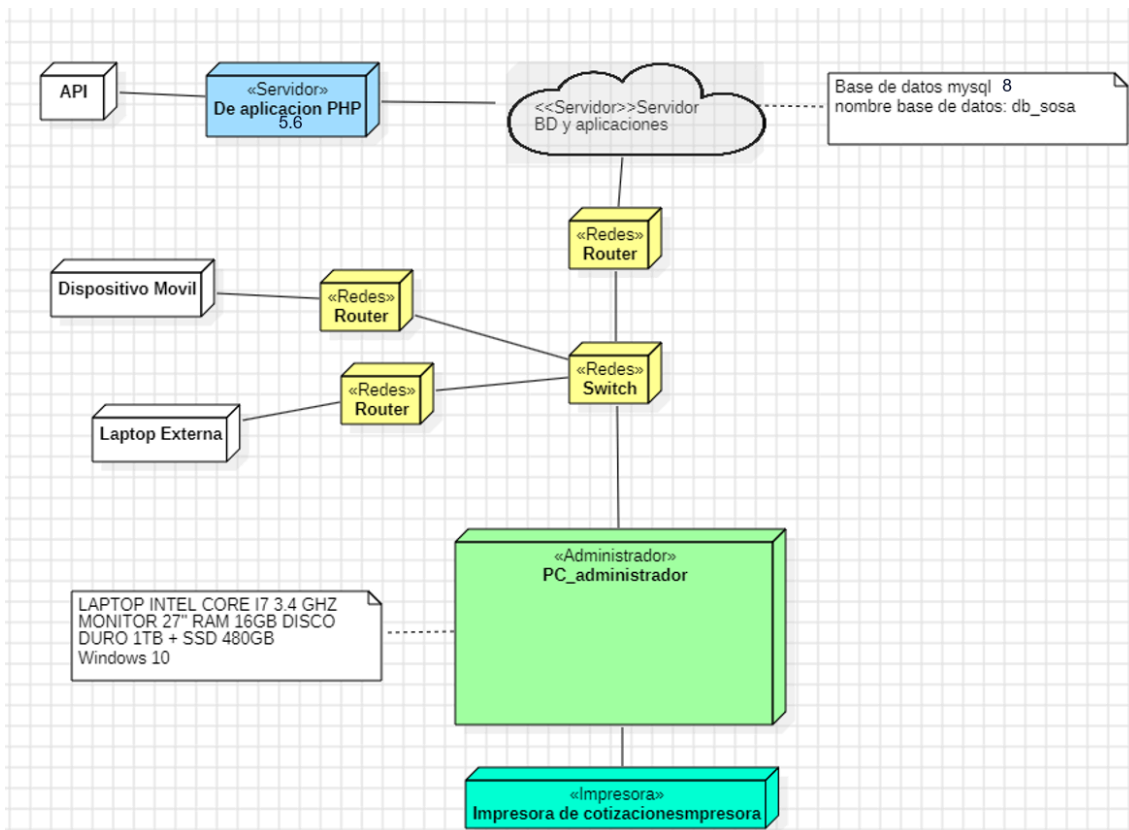 API
«Servidor»
De aplicacion PHP
5.6
<<Servidor>>Servidor
BD y aplicaciones
Base de datos mysql 8
nombre base de datos: db_sosa
«Redes»
Router
Dispositivo Movil
«Redes»
Router
«Redes»
Switch
«Redes»
Router
Laptop Externa
«Administrador»
PC_administrador
LAPTOP INTEL CORE I7 3.4 GHZ
MONITOR 27" RAM 16GB DISCO
DURO 1TB + SSD 480GB
Windows 10
«Impresora»
Impresora de cotizacionesmpresora